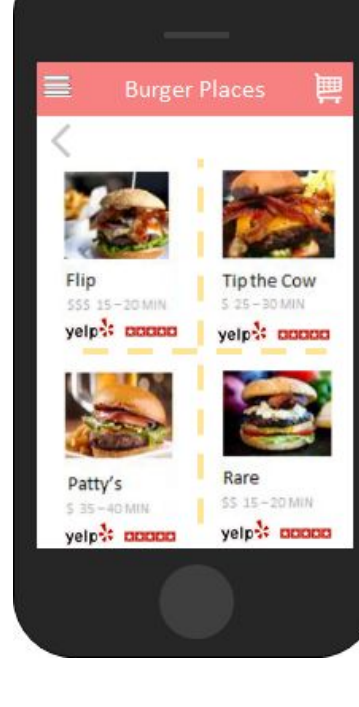 Burger Places
Flip
$$$ 15-20 MIN
yelp
Tip the Cow
$ 25-30 MIN
yelp
Patty's
$ 35-40 MIN
yelp
Rare
$$ 15-20 MIN
yelp